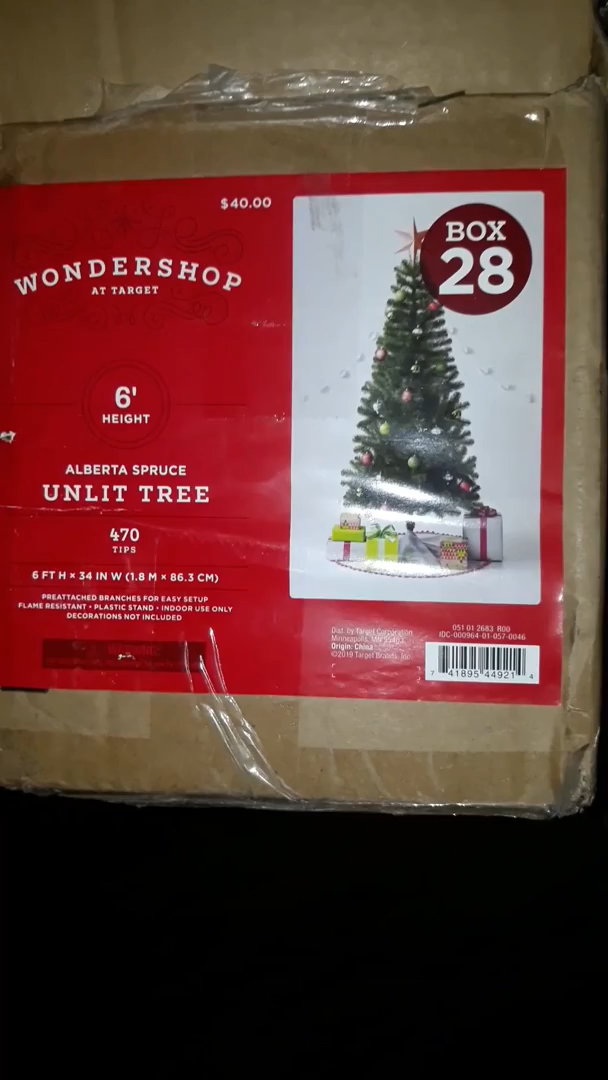 $40.00
WONDERSHOP
AT TARGET
6'
HEIGHT
ALBERTA SPRUCE
UNLIT TREE
470
TIPS
6 FT H × 34 IN W (1.8 M × 86.3 CM)
PREATTACHED BRANCHES FOR EASY SETUP
FLAME RESISTANT • PLASTIC STAND • INDOOR USE ONLY
DECORATIONS NOT INCLUDED
BOX
28
Dist. by Target Corporation
Minneapolis, MN
Origin: China
©2019 Target Brands, Inc.
051 01 2683 R00
IDC-000964-01-057-0046
7 41895 44921 4